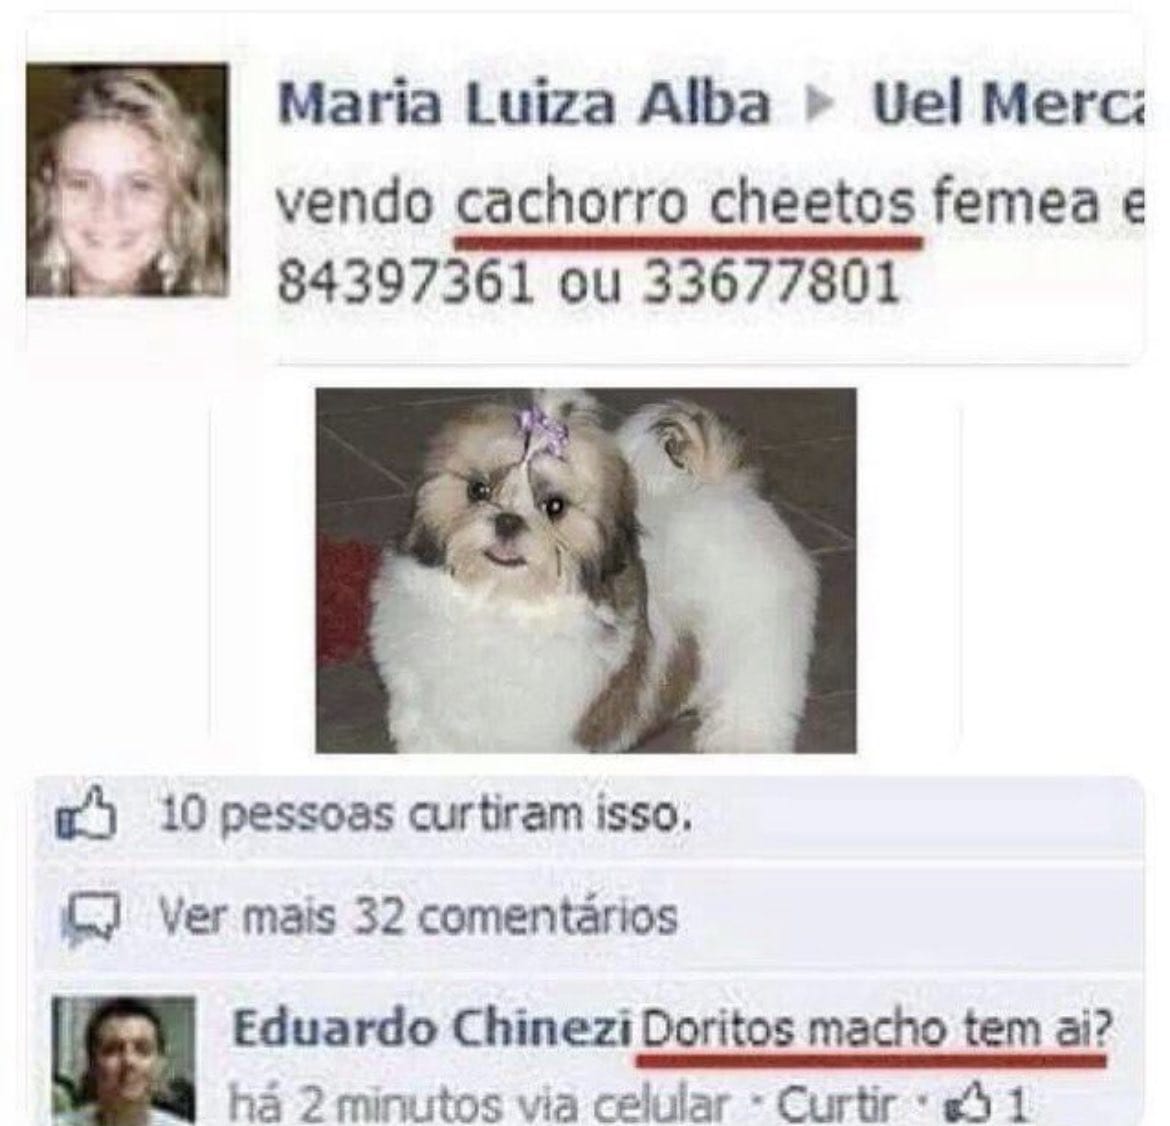 Maria Luiza Alba ▸ Uel Merca
vendo cachorro cheetos femea e
84397361 ou 33677801
10 pessoas curtiram isso.
Ver mais 32 comentários
Eduardo Chinezi Doritos macho tem ai?
há 2 minutos via celular · Curtir · 1